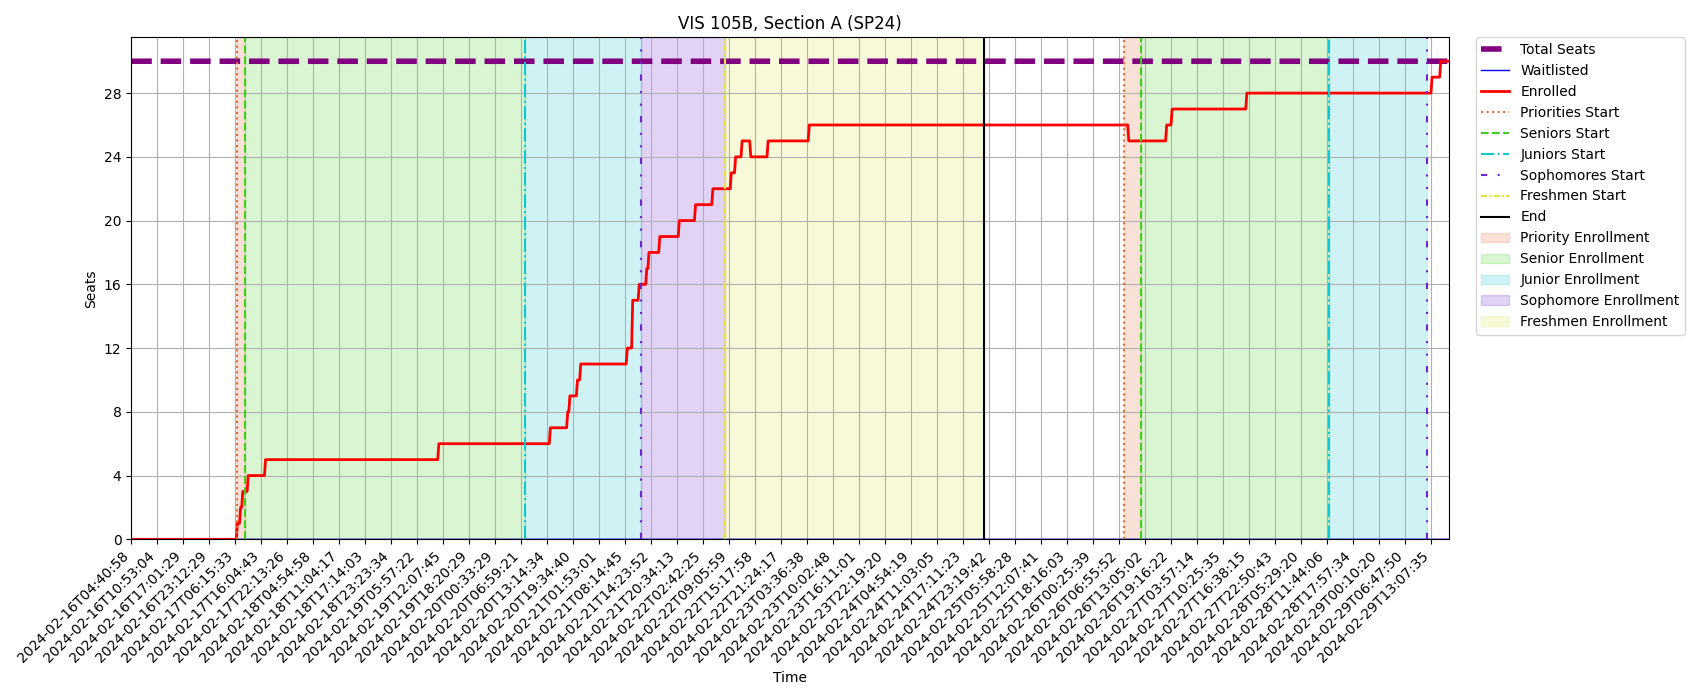 VIS 105B, Section A (SP24)
Seats
28
24
20
16
12
8
4
0
2024-02-16T04:40:58
2024-02-16T10:53:04
2024-02-16T17:01:29
2024-02-16T23:12:29
2024-02-17T06:15:33
2024-02-17T16:04:43
2024-02-17T22:13:26
2024-02-18T04:54:58
2024-02-18T11:04:17
2024-02-18T17:14:03
2024-02-18T23:23:34
2024-02-19T05:57:22
2024-02-19T12:07:45
2024-02-19T18:20:29
2024-02-20T00:33:29
2024-02-20T06:59:21
2024-02-20T13:14:34
2024-02-20T19:34:40
2024-02-21T01:53:01
2024-02-21T08:14:45
2024-02-21T14:23:52
2024-02-21T20:34:13
2024-02-22T02:42:25
2024-02-22T09:05:59
2024-02-22T15:17:58
2024-02-22T21:24:17
2024-02-23T03:36:38
2024-02-23T10:02:48
2024-02-23T16:11:01
2024-02-23T22:19:20
2024-02-24T04:54:19
2024-02-24T11:03:05
2024-02-24T17:11:23
2024-02-24T23:19:42
2024-02-25T05:58:28
2024-02-25T12:07:41
2024-02-25T18:16:03
2024-02-26T00:25:39
2024-02-26T06:55:52
2024-02-26T13:05:02
2024-02-26T19:16:22
2024-02-27T03:57:14
2024-02-27T10:25:35
2024-02-27T16:38:15
2024-02-27T22:50:43
2024-02-28T05:29:20
2024-02-28T11:44:06
2024-02-28T17:57:34
2024-02-29T00:10:20
2024-02-29T06:47:50
2024-02-29T13:07:35
Time
Total Seats
Waitlisted
Enrolled
Priorities Start
Seniors Start
Juniors Start
Sophomores Start
Freshmen Start
End
Priority Enrollment
Senior Enrollment
Junior Enrollment
Sophomore Enrollment
Freshmen Enrollment